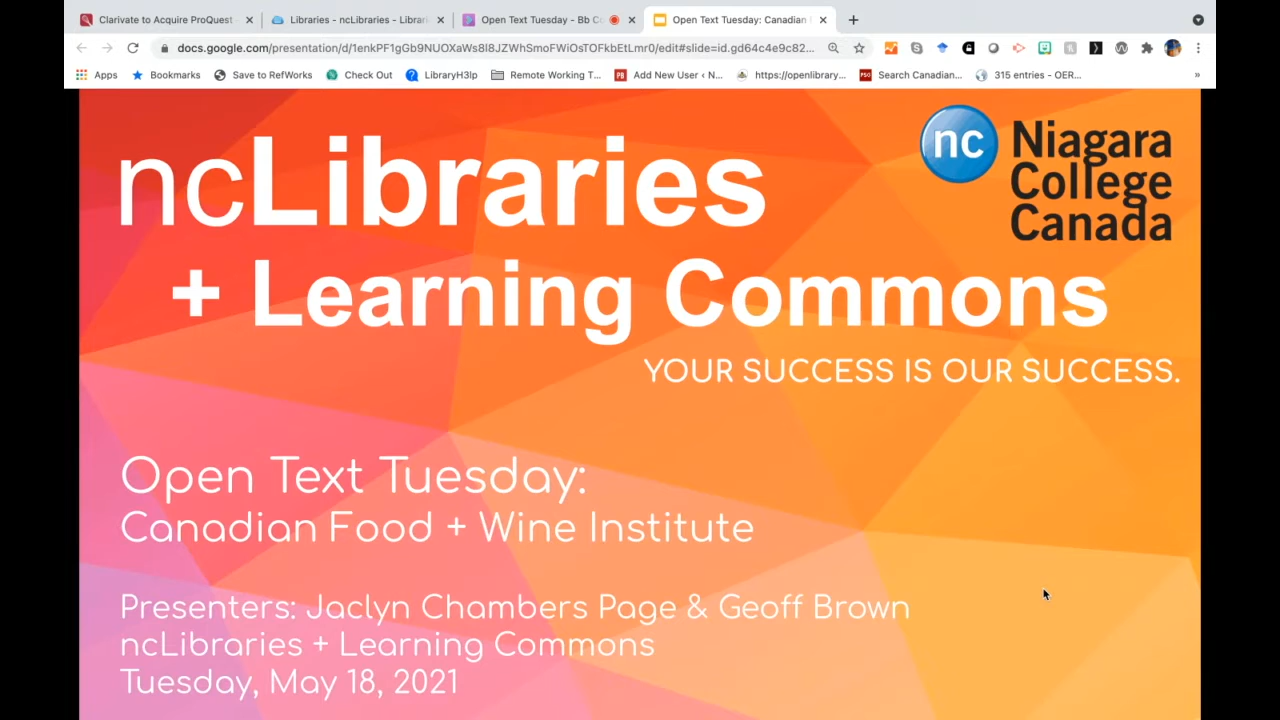 Clarivate to Acquire ProQuest
Libraries - ncLibraries - Librari
Open Text Tuesday - Bb Co
Open Text Tuesday: Canadian
docs.google.com/presentation/d/1enkPF1gGb9NUOXaWs8l8JZWhSmoFWiOsTOFkbEtLmr0/edit#slide=id.gd64c4e9c82...
Apps
Bookmarks
Save to RefWorks
Check Out
LibraryH3lp
Remote Working T...
PB
Add New User ‹ N...
https://openlibrary...
Search Canadian...
315 entries - OER...
»
ncLibraries
+ Learning Commons
YOUR SUCCESS IS OUR SUCCESS.
nc
Niagara
College
Canada
Open Text Tuesday:
Canadian Food + Wine Institute
Presenters: Jaclyn Chambers Page & Geoff Brown
ncLibraries + Learning Commons
Tuesday, May 18, 2021